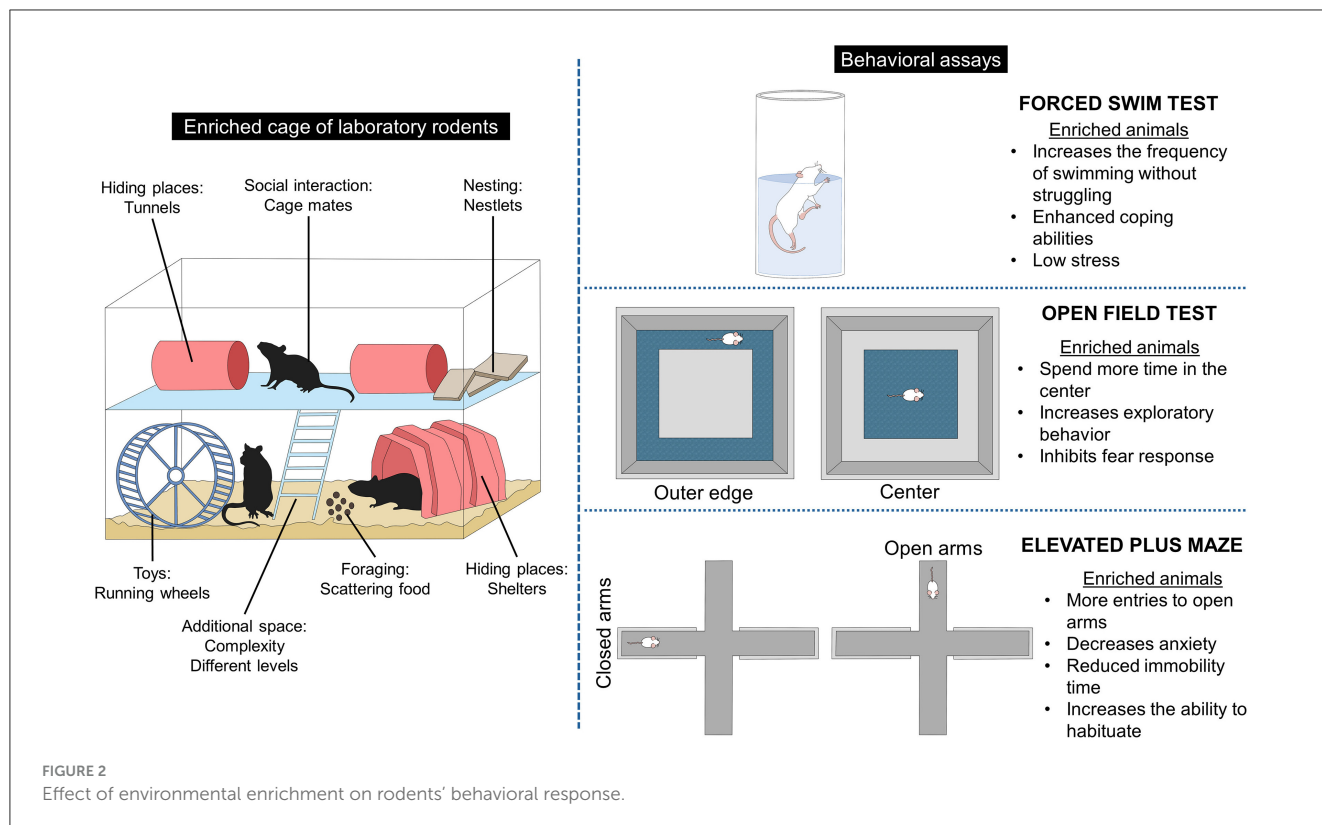 Enriched cage of laboratory rodents
Hiding places:
Tunnels
Social interaction:
Cage mates
Nesting:
Nestlets
Toys:
Running wheels
Additional space:
Complexity
Different levels
Foraging:
Scattering food
Hiding places:
Shelters
Behavioral assays
FORCED SWIM TEST
Enriched animals
• Increases the frequency
of swimming without
struggling
• Enhanced coping
abilities
• Low stress
Outer edge
Center
OPEN FIELD TEST
Enriched animals
• Spend more time in the
center
• Increases exploratory
behavior
• Inhibits fear response
Closed arms
Open arms
ELEVATED PLUS MAZE
Enriched animals
• More entries to open
arms
• Decreases anxiety
• Reduced immobility
time
• Increases the ability to
habituate
FIGURE 2
Effect of environmental enrichment on rodents' behavioral response.